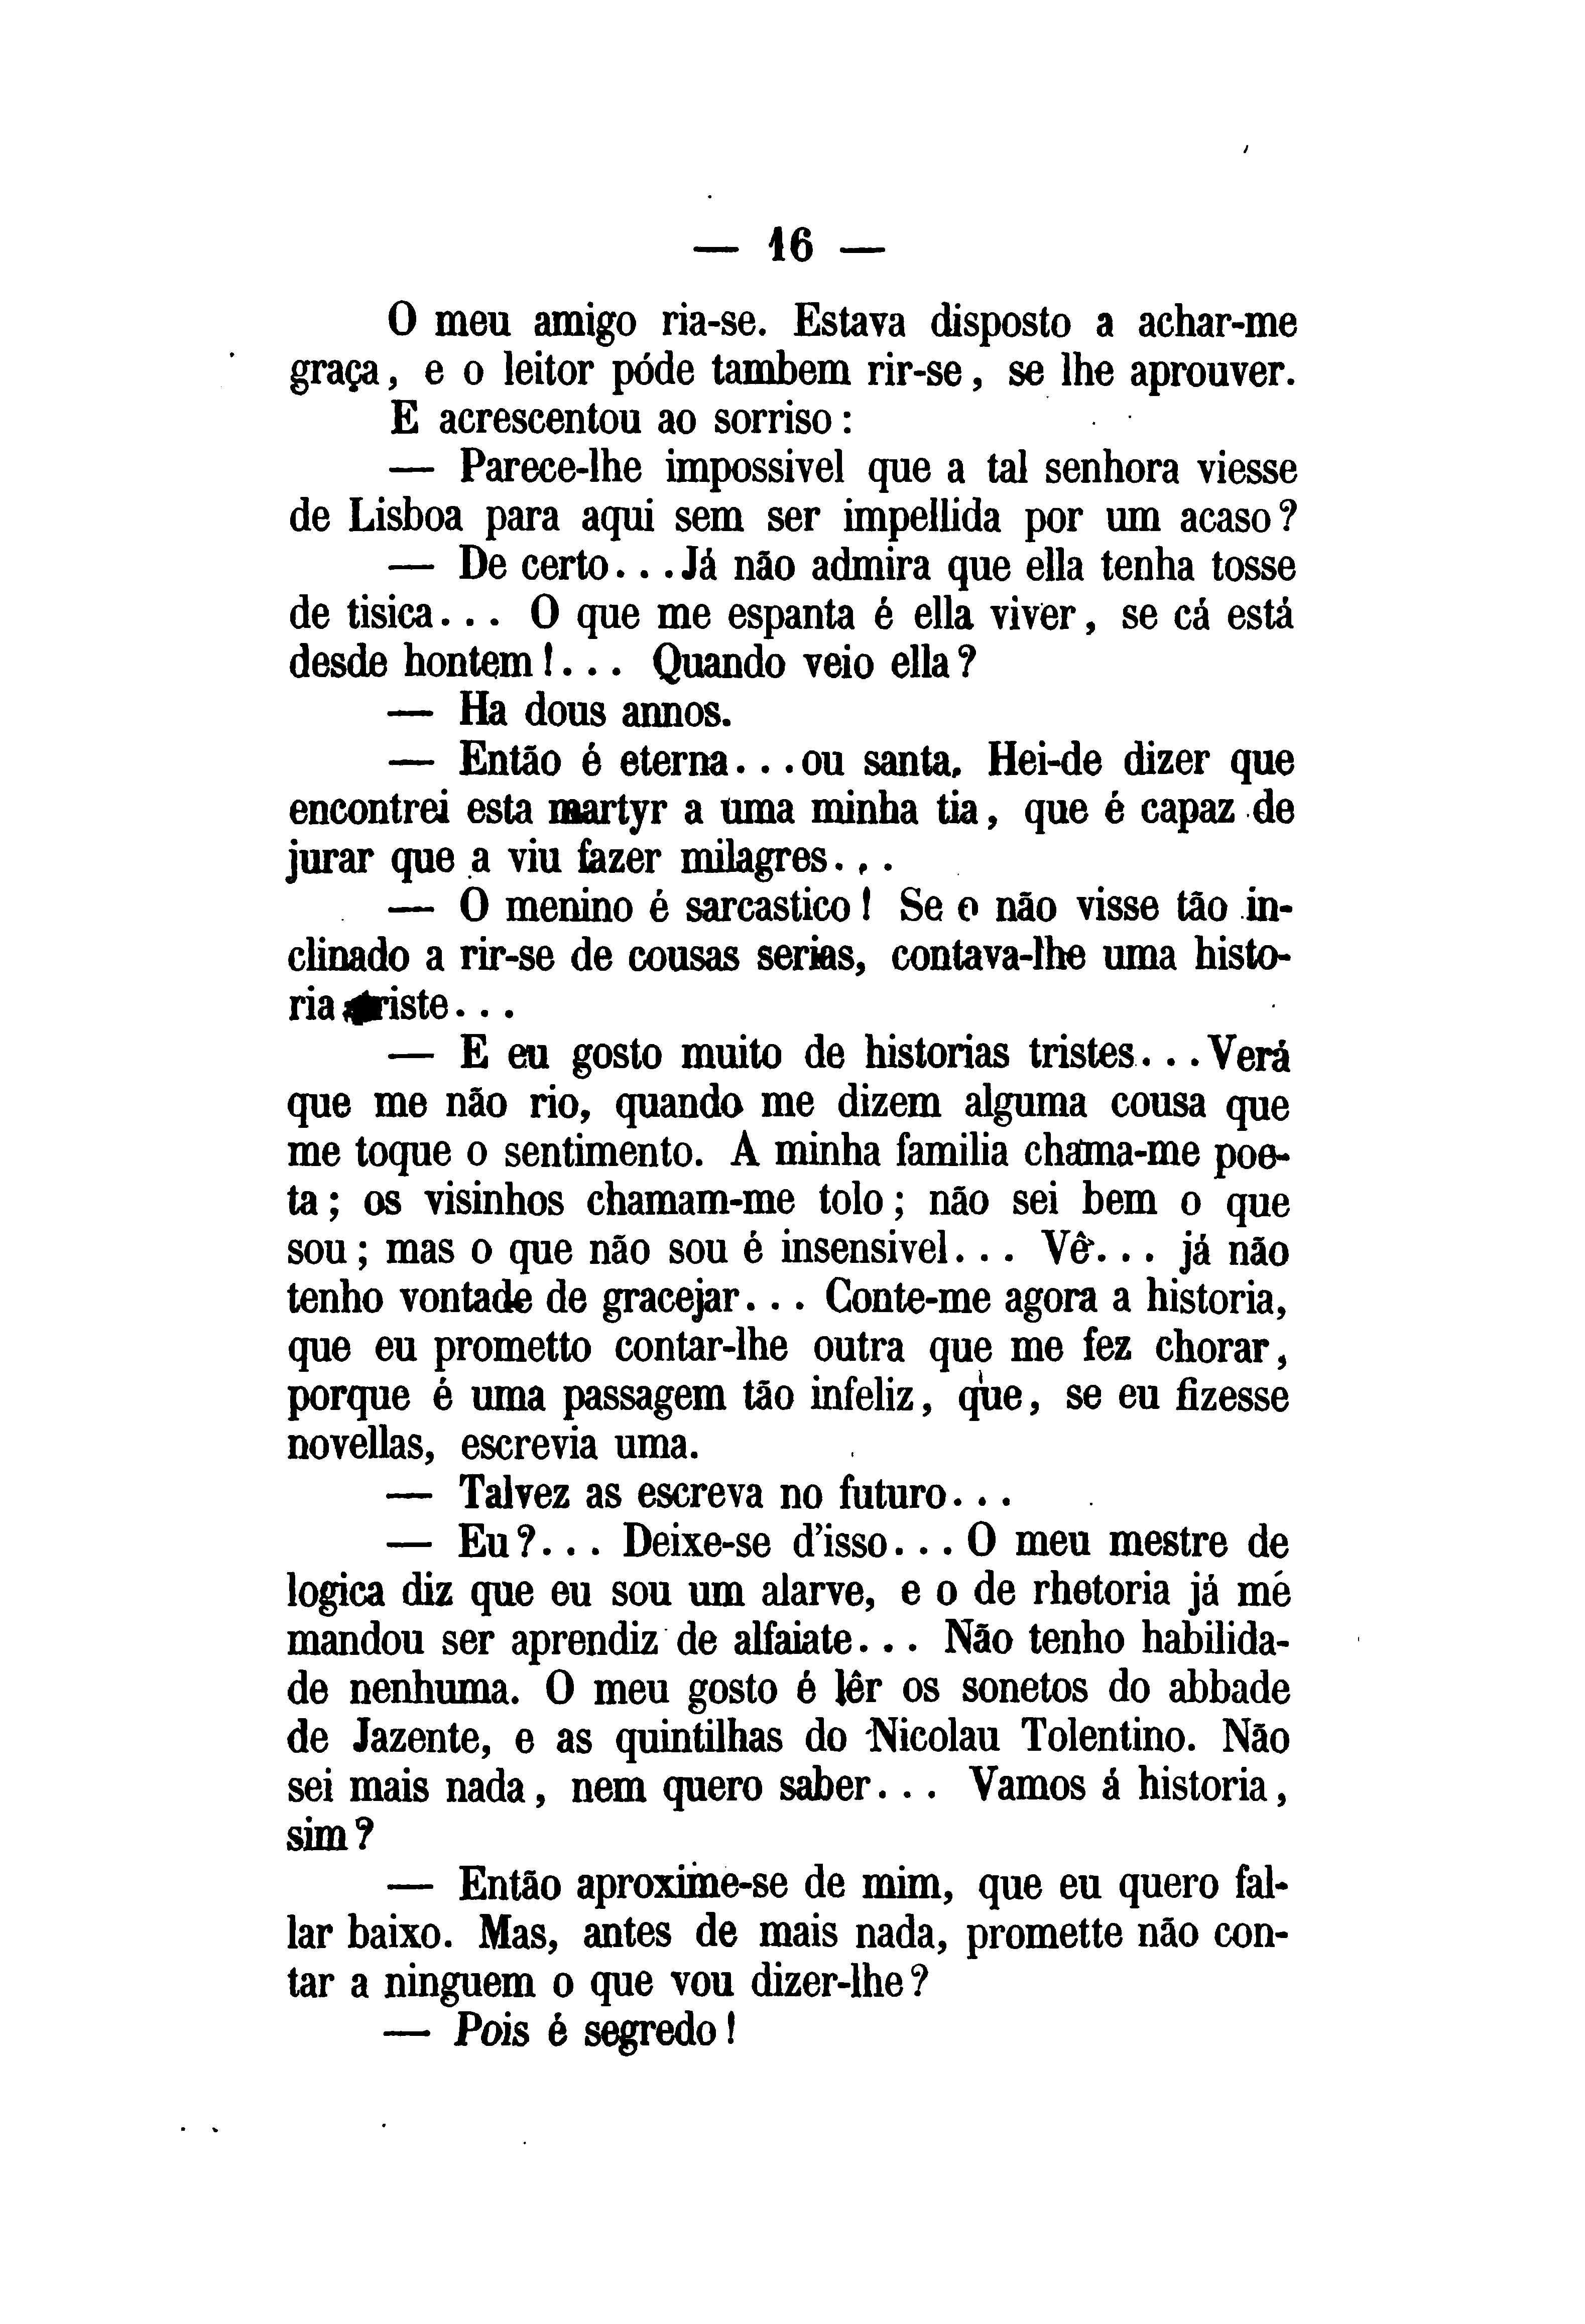 — 16 —
O meu amigo ria-se. Estava disposto a achar-me
graça, e o leitor póde tambem rir-se, se lhe aprouver.
E acrescentou ao sorriso:
— Parece-lhe impossivel que a tal senhora viesse
de Lisboa para aqui sem ser impellida por um acaso?
— De certo...Já não admira que ella tenha tosse
de tisica... O que me espanta é ella viver, se cá está
desde hontem!... Quando veio ella?
— Ha dous annos.
— Então é eterna...ou santa. Hei-de dizer que
encontrei esta martyr a uma minha tia, que é capaz de
jurar que a viu fazer milagres...
— O menino é sarcastico! Se o não visse tão in-
clinado a rir-se de cousas serias, contava-lhe uma histo-
ria triste...
— E eu gosto muito de historias tristes...Verá
que me não rio, quando me dizem alguma cousa que
me toque o sentimento. A minha familia chama-me poe-
ta; os visinhos chamam-me tolo; não sei bem o que
sou; mas o que não sou é insensivel... Vê... já não
tenho vontade de gracejar... Conte-me agora a historia,
que eu prometto contar-lhe outra que me fez chorar,
porque é uma passagem tão infeliz, que, se eu fizesse
novellas, escrevia uma.
— Talvez as escreva no futuro...
— Eu?... Deixe-se d'isso...O meu mestre de
logica diz que eu sou um alarve, e o de rhetoria já me
mandou ser aprendiz de alfaiate... Não tenho habilida-
de nenhuma. O meu gosto é lêr os sonetos do abbade
de Jazente, e as quintilhas do Nicolau Tolentino. Não
sei mais nada, nem quero saber... Vamos á historia,
sim?
— Então aproxime-se de mim, que eu quero fal-
lar baixo. Mas, antes de mais nada, promette não con-
tar a ninguem o que vou dizer-lhe?
— Pois é segredo!